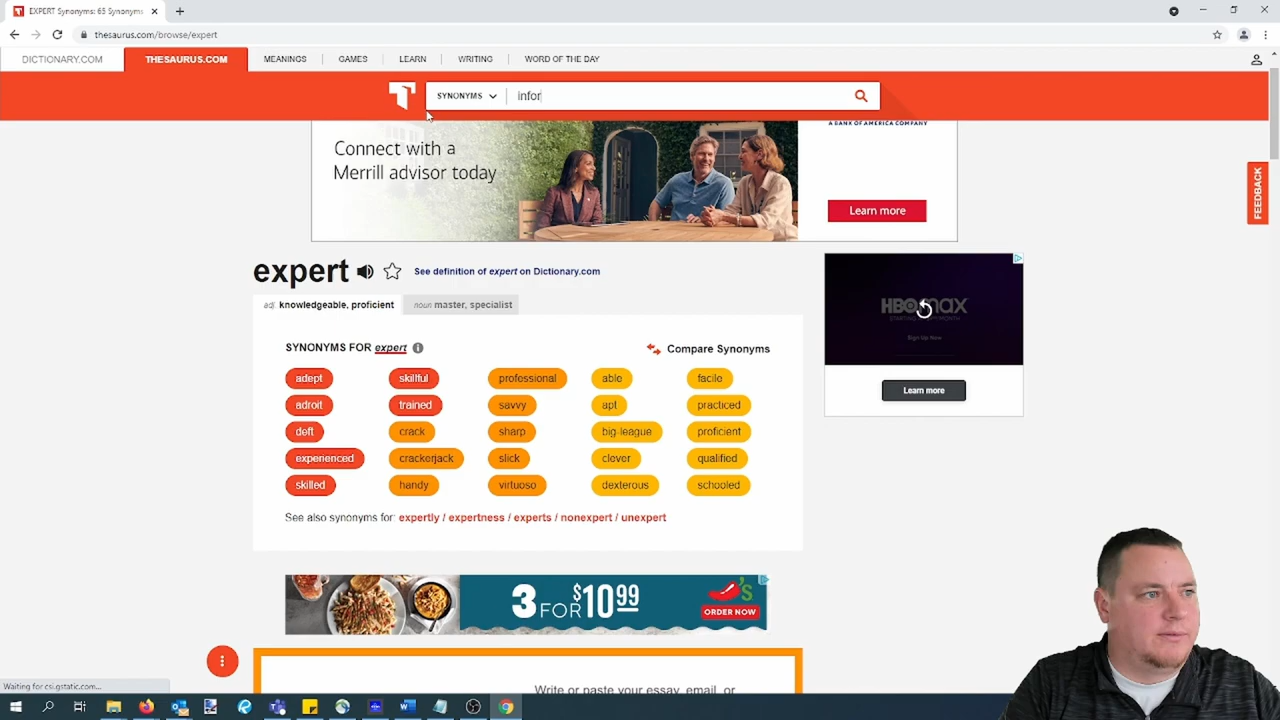 EXPERT Synonyms: 65 Synonyms
thesaurus.com/browse/expert
DICTIONARY.COM
THESAURUS.COM
MEANINGS
GAMES
LEARN
WRITING
WORD OF THE DAY
SYNONYMS
infor
Connect with a
Merrill advisor today
A BANK OF AMERICA COMPANY
Learn more
FEEDBACK
expert
See definition of expert on Dictionary.com
adj knowledgeable, proficient
noun master, specialist
SYNONYMS FOR expert
Compare Synonyms
adept skillful professional able facile
adroit trained savvy apt practiced
deft crack sharp big-league proficient
experienced crackerjack slick clever qualified
skilled handy virtuoso dexterous schooled
See also synonyms for: expertly / expertness / experts / nonexpert / unexpert
HBOmax
Sign Up Now
Learn more
3 FOR $10.99
ORDER NOW
Write or paste your essay, email, or
Waiting for csi.gstatic.com...